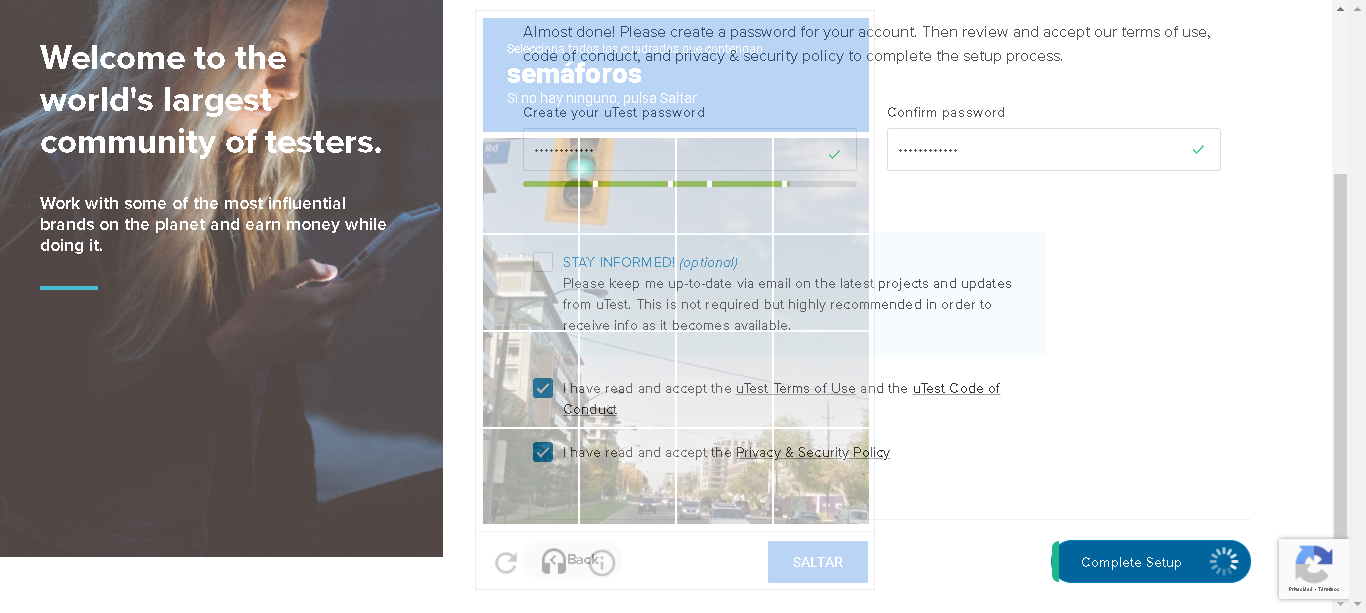 Welcome to the
world's largest
community of testers.
Work with some of the most influential
brands on the planet and earn money while
doing it.
Almost done! Please create a password for your account. Then review and accept our terms of use,
code of conduct, and privacy & security policy to complete the setup process.
Selecciona todos los cuadrados que contengan
semáforos
Si no hay ninguno, pulsa Saltar
Create your uTest password
Confirm password
Rd
STAY INFORMED! (optional)
Please keep me up-to-date via email on the latest projects and updates
from uTest. This is not required but highly recommended in order to
receive info as it becomes available.
I have read and accept the uTest Terms of Use and the uTest Code of
Conduct
I have read and accept the Privacy & Security Policy
Back
SALTAR
Complete Setup
Privacidad - Términos